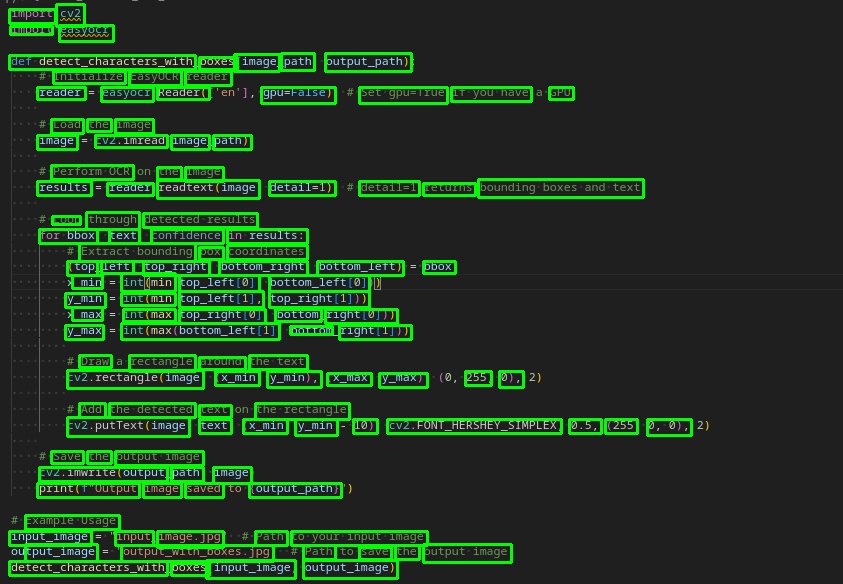 import cv2
import easyocr
def detect_characters_with_boxes(image_path, output_path):
# Initialize EasyOCR reader
reader = easyocr.Reader(['en'], gpu=False)  # Set gpu=True if you have a GPU
# Load the image
image = cv2.imread(image_path)
# Perform OCR on the image
results = reader.readtext(image, detail=1)  # detail=1 returns bounding boxes and text
# Loop through detected results
for bbox, text, confidence in results:
# Extract bounding box coordinates
(top_left, top_right, bottom_right, bottom_left) = bbox
x_min = int(min(top_left[0], bottom_left[0]))
y_min = int(min(top_left[1], top_right[1]))
x_max = int(max(top_right[0], bottom_right[0]))
y_max = int(max(bottom_left[1], bottom_right[1]))
# Draw a rectangle around the text
cv2.rectangle(image, (x_min, y_min), (x_max, y_max), (0, 255, 0), 2)
# Add the detected text on the rectangle
cv2.putText(image, text, (x_min, y_min - 10), cv2.FONT_HERSHEY_SIMPLEX, 0.5, (255, 0, 0), 2)
# Save the output image
cv2.imwrite(output_path, image)
print(f"Output image saved to {output_path}")
# Example Usage
input_image = "input_image.jpg"  # Path to your input image
output_image = "output_with_boxes.jpg"  # Path to save the output image
detect_characters_with_boxes(input_image, output_image)